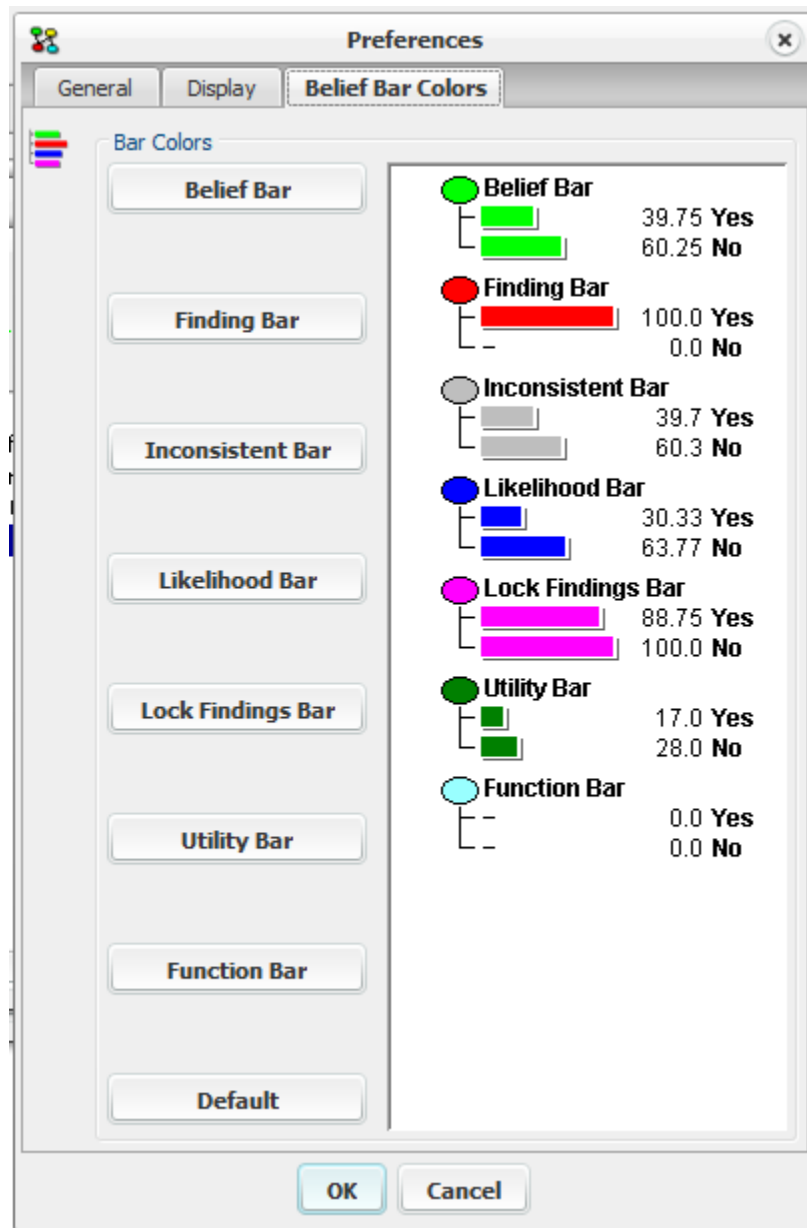 Preferences
General Display Belief Bar Colors
Bar Colors
Belief Bar
Finding Bar
Inconsistent Bar
Likelihood Bar
Lock Findings Bar
Utility Bar
Function Bar
Default
Belief Bar
39.75 Yes
60.25 No
Finding Bar
100.0 Yes
- 0.0 No
Inconsistent Bar
39.7 Yes
60.3 No
Likelihood Bar
30.33 Yes
63.77 No
Lock Findings Bar
88.75 Yes
100.0 No
Utility Bar
17.0 Yes
28.0 No
Function Bar
- 0.0 Yes
- 0.0 No
OK Cancel